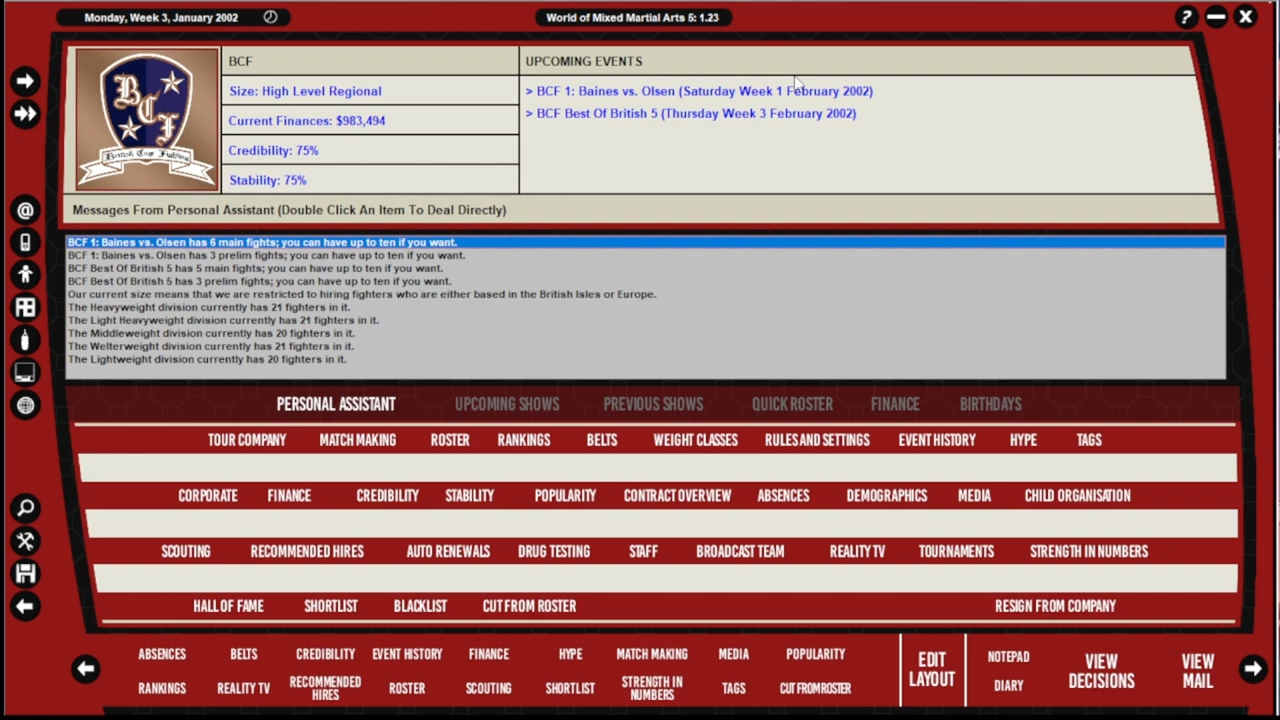 Monday, Week 3, January 2002
World of Mixed Martial Arts 5: 1.23
?
BCF
British Cage Fighting
BCF
Size: High Level Regional
Current Finances: $983,494
Credibility: 75%
Stability: 75%
UPCOMING EVENTS
> BCF 1: Baines vs. Olsen (Saturday Week 1 February 2002)
> BCF Best Of British 5 (Thursday Week 3 February 2002)
Messages From Personal Assistant (Double Click An Item To Deal Directly)
BCF 1: Baines vs. Olsen has 6 main fights; you can have up to ten if you want.
BCF 1: Baines vs. Olsen has 3 prelim fights; you can have up to ten if you want.
BCF Best Of British 5 has 5 main fights; you can have up to ten if you want.
BCF Best Of British 5 has 3 prelim fights; you can have up to ten if you want.
Our current size means that we are restricted to hiring fighters who are either based in the British Isles or Europe.
The Heavyweight division currently has 21 fighters in it.
The Light Heavyweight division currently has 21 fighters in it.
The Middleweight division currently has 20 fighters in it.
The Welterweight division currently has 21 fighters in it.
The Lightweight division currently has 20 fighters in it.
PERSONAL ASSISTANT UPCOMING SHOWS PREVIOUS SHOWS QUICK ROSTER FINANCE BIRTHDAYS
TOUR COMPANY MATCH MAKING ROSTER RANKINGS BELTS WEIGHT CLASSES RULES AND SETTINGS EVENT HISTORY HYPE TAGS
CORPORATE FINANCE CREDIBILITY STABILITY POPULARITY CONTRACT OVERVIEW ABSENCES DEMOGRAPHICS MEDIA CHILD ORGANISATION
SCOUTING RECOMMENDED HIRES AUTO RENEWALS DRUG TESTING STAFF BROADCAST TEAM REALITY TV TOURNAMENTS STRENGTH IN NUMBERS
HALL OF FAME SHORTLIST BLACKLIST CUT FROM ROSTER RESIGN FROM COMPANY
ABSENCES BELTS CREDIBILITY EVENT HISTORY FINANCE HYPE MATCH MAKING MEDIA POPULARITY
RANKINGS REALITY TV RECOMMENDED HIRES ROSTER SCOUTING SHORTLIST STRENGTH IN NUMBERS TAGS CUT FROM ROSTER
EDIT LAYOUT
NOTEPAD
DIARY
VIEW DECISIONS
VIEW MAIL